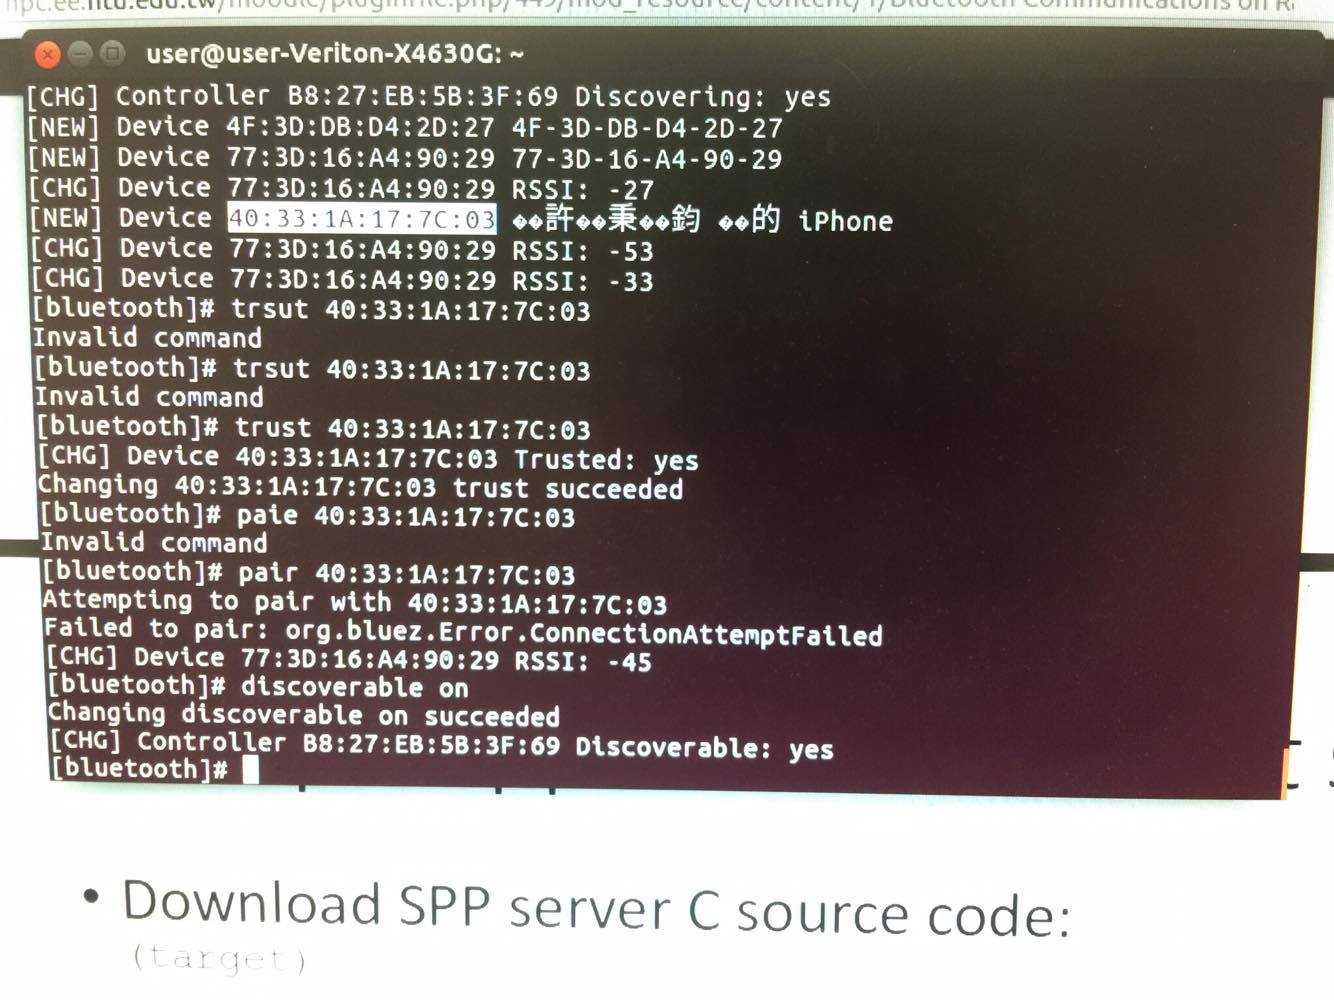 npc.ee.ncu.edu.tw/moodle/pluginfile.php/449/mod_resource/content/1/Bluetooth Communications on
user@user-Veriton-X4630G: ~
[CHG] Controller B8:27:EB:5B:3F:69 Discovering: yes
[NEW] Device 4F:3D:DB:D4:2D:27 4F-3D-DB-D4-2D-27
[NEW] Device 77:3D:16:A4:90:29 77-3D-16-A4-90-29
[CHG] Device 77:3D:16:A4:90:29 RSSI: -27
[NEW] Device 40:33:1A:17:7C:03 ��許��秉��鈞 ��的 iPhone
[CHG] Device 77:3D:16:A4:90:29 RSSI: -53
[CHG] Device 77:3D:16:A4:90:29 RSSI: -33
[bluetooth]# trsut 40:33:1A:17:7C:03
Invalid command
[bluetooth]# trsut 40:33:1A:17:7C:03
Invalid command
[bluetooth]# trust 40:33:1A:17:7C:03
[CHG] Device 40:33:1A:17:7C:03 Trusted: yes
Changing 40:33:1A:17:7C:03 trust succeeded
[bluetooth]# paie 40:33:1A:17:7C:03
Invalid command
[bluetooth]# pair 40:33:1A:17:7C:03
Attempting to pair with 40:33:1A:17:7C:03
Failed to pair: org.bluez.Error.ConnectionAttemptFailed
[CHG] Device 77:3D:16:A4:90:29 RSSI: -45
[bluetooth]# discoverable on
Changing discoverable on succeeded
[CHG] Controller B8:27:EB:5B:3F:69 Discoverable: yes
[bluetooth]#
• Download SPP server C source code:
(target)